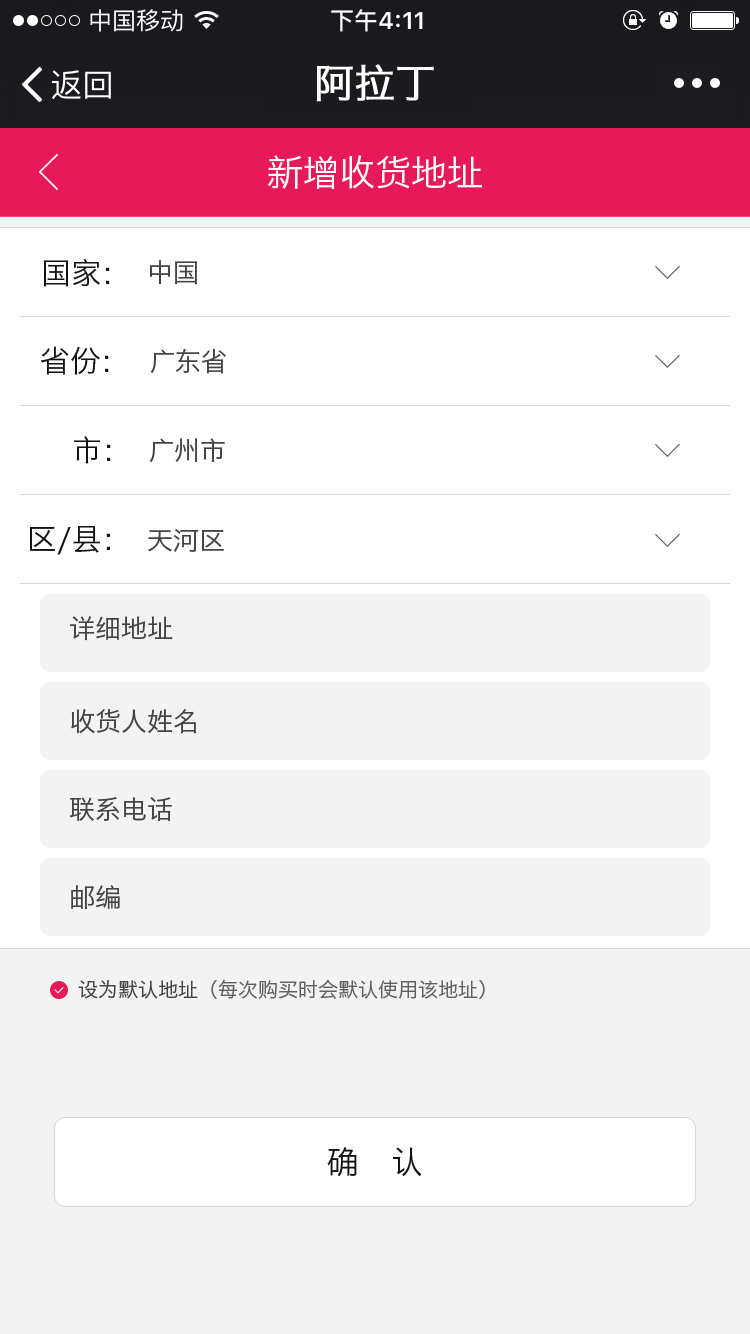 中国移动 下午4:11
返回 阿拉丁
新增收货地址
国家： 中国
省份： 广东省
市： 广州市
区/县： 天河区
详细地址
收货人姓名
联系电话
邮编
设为默认地址（每次购买时会默认使用该地址）
确 认